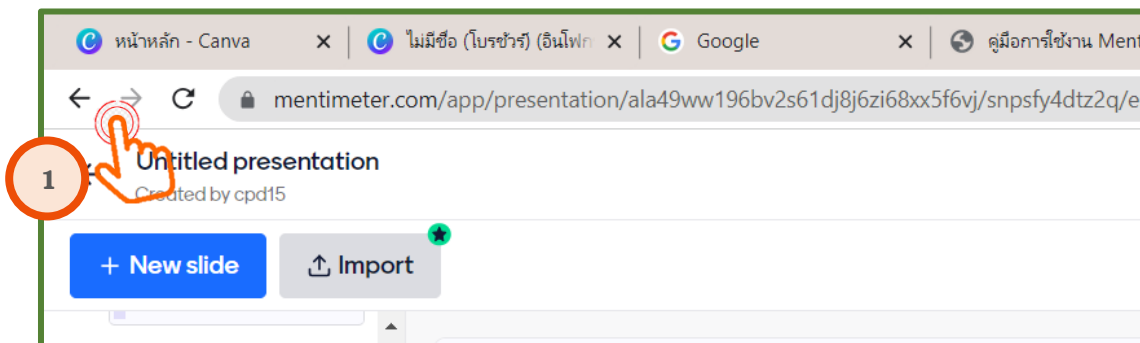 หน้าหลัก - Canva
ไม่มีชื่อ (โบรชัวร์) (อินโฟก
Google
คู่มือการใช้งาน Ment
mentimeter.com/app/presentation/ala49ww196bv2s61dj8j6zi68xx5f6vj/snpsfy4dtz2q/e
1
Untitled presentation
Created by cpd15
+ New slide
Import